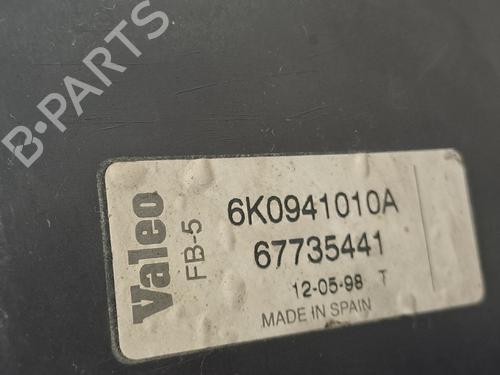 B-PARTS
Valeo
FB-5
6K0941010A
67735441
12-05-98 T
MADE IN SPAIN